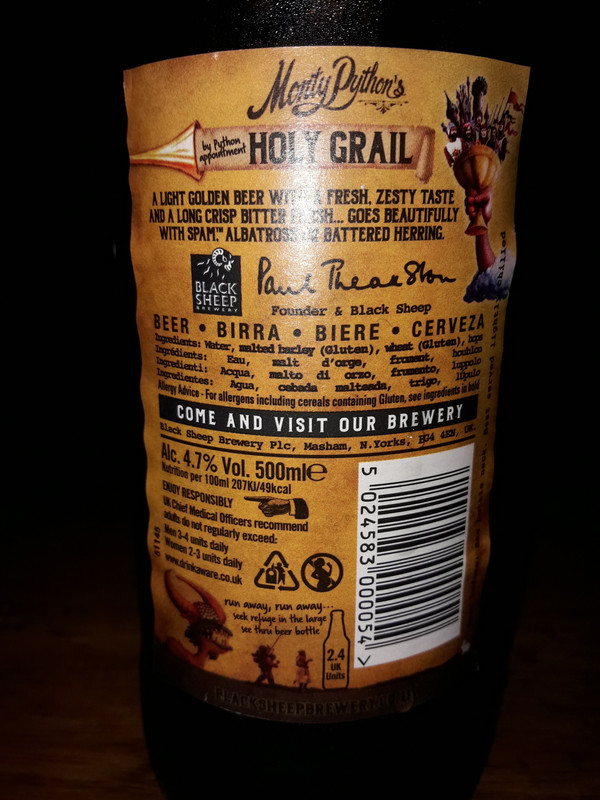 Monty Python's
by Python
appointment
HOLY GRAIL
A LIGHT GOLDEN BEER WITH A FRESH, ZESTY TASTE
AND A LONG CRISP BITTER FINISH... GOES BEAUTIFULLY
WITH SPAM™ ALBATROSS OR BATTERED HERRING.
BLACK
SHEEP
BREWERY
Paul Theakston
Founder & Black Sheep
BEER • BIRRA • BIERE • CERVEZA
Ingredients: Water, malted barley (Gluten), wheat (Gluten), hops
Ingrédients: Eau, malt d'orge, froment, houblon
Ingredienti: Acqua, malto di orzo, frumento, luppolo
Ingredientes: Agua, cebada malteada, trigo, lúpulo
Allergy Advice - For allergens including cereals containing Gluten, see ingredients in bold
COME AND VISIT OUR BREWERY
Black Sheep Brewery Plc, Masham, N.Yorks, HG4 4EN, UK.
Alc. 4.7% Vol. 500ml℮
Nutrition per 100ml 207KJ/49kcal
ENJOY RESPONSIBLY
UK Chief Medical Officers recommend
adults do not regularly exceed:
Men 3-4 units daily
Women 2-3 units daily
www.drinkaware.co.uk
51145
5 024583 000054 >
run away, run away...
seek refuge in the large
see thru beer bottle
2.4
UK
Units